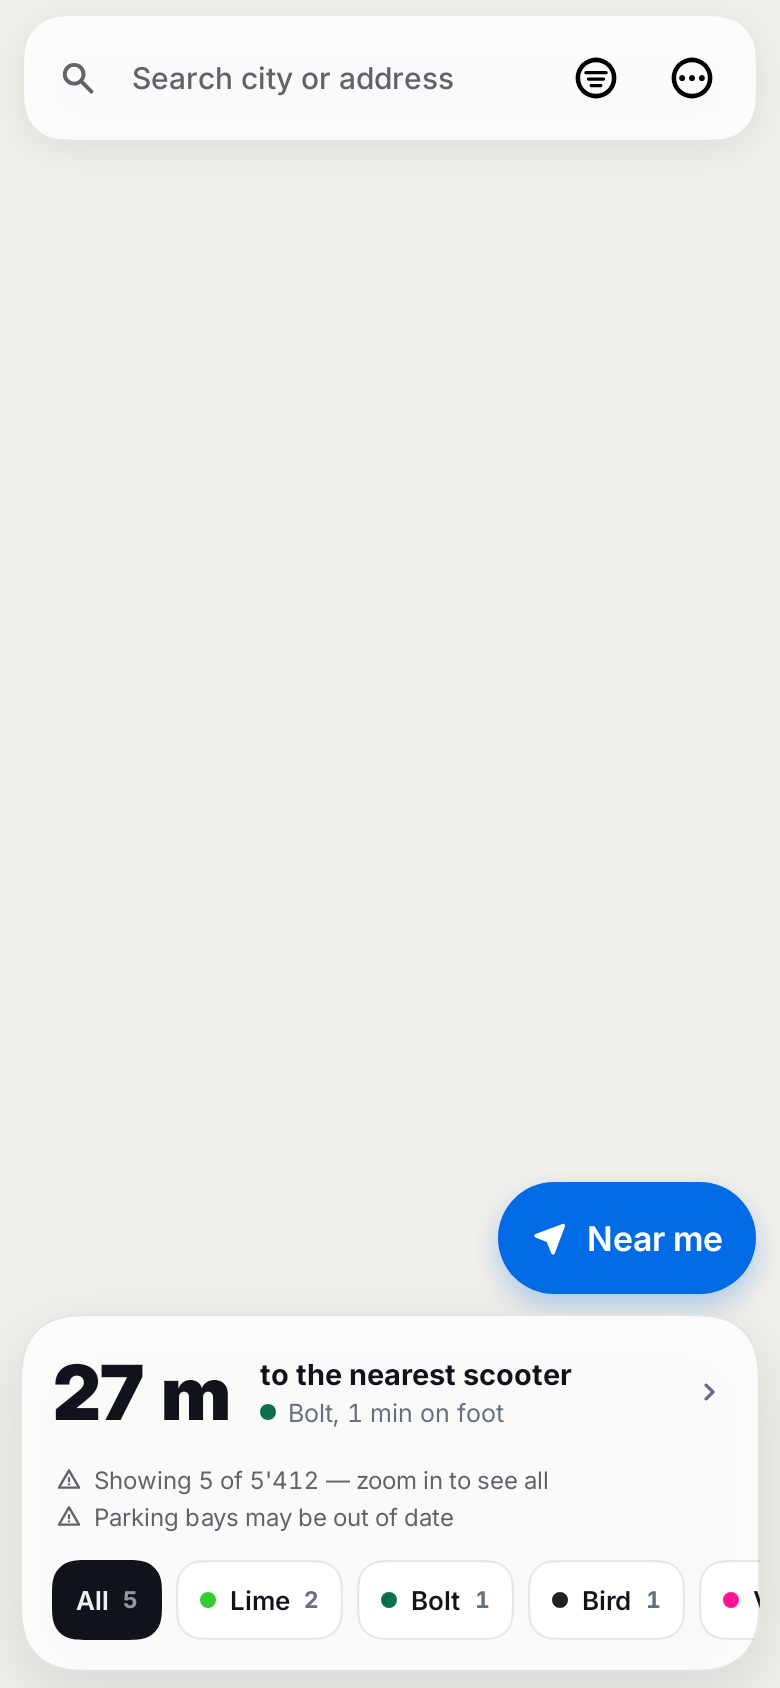 Search city or address
Near me
27 m
to the nearest scooter
Bolt, 1 min on foot
Showing 5 of 5'412 — zoom in to see all
Parking bays may be out of date
All 5
Lime 2
Bolt 1
Bird 1